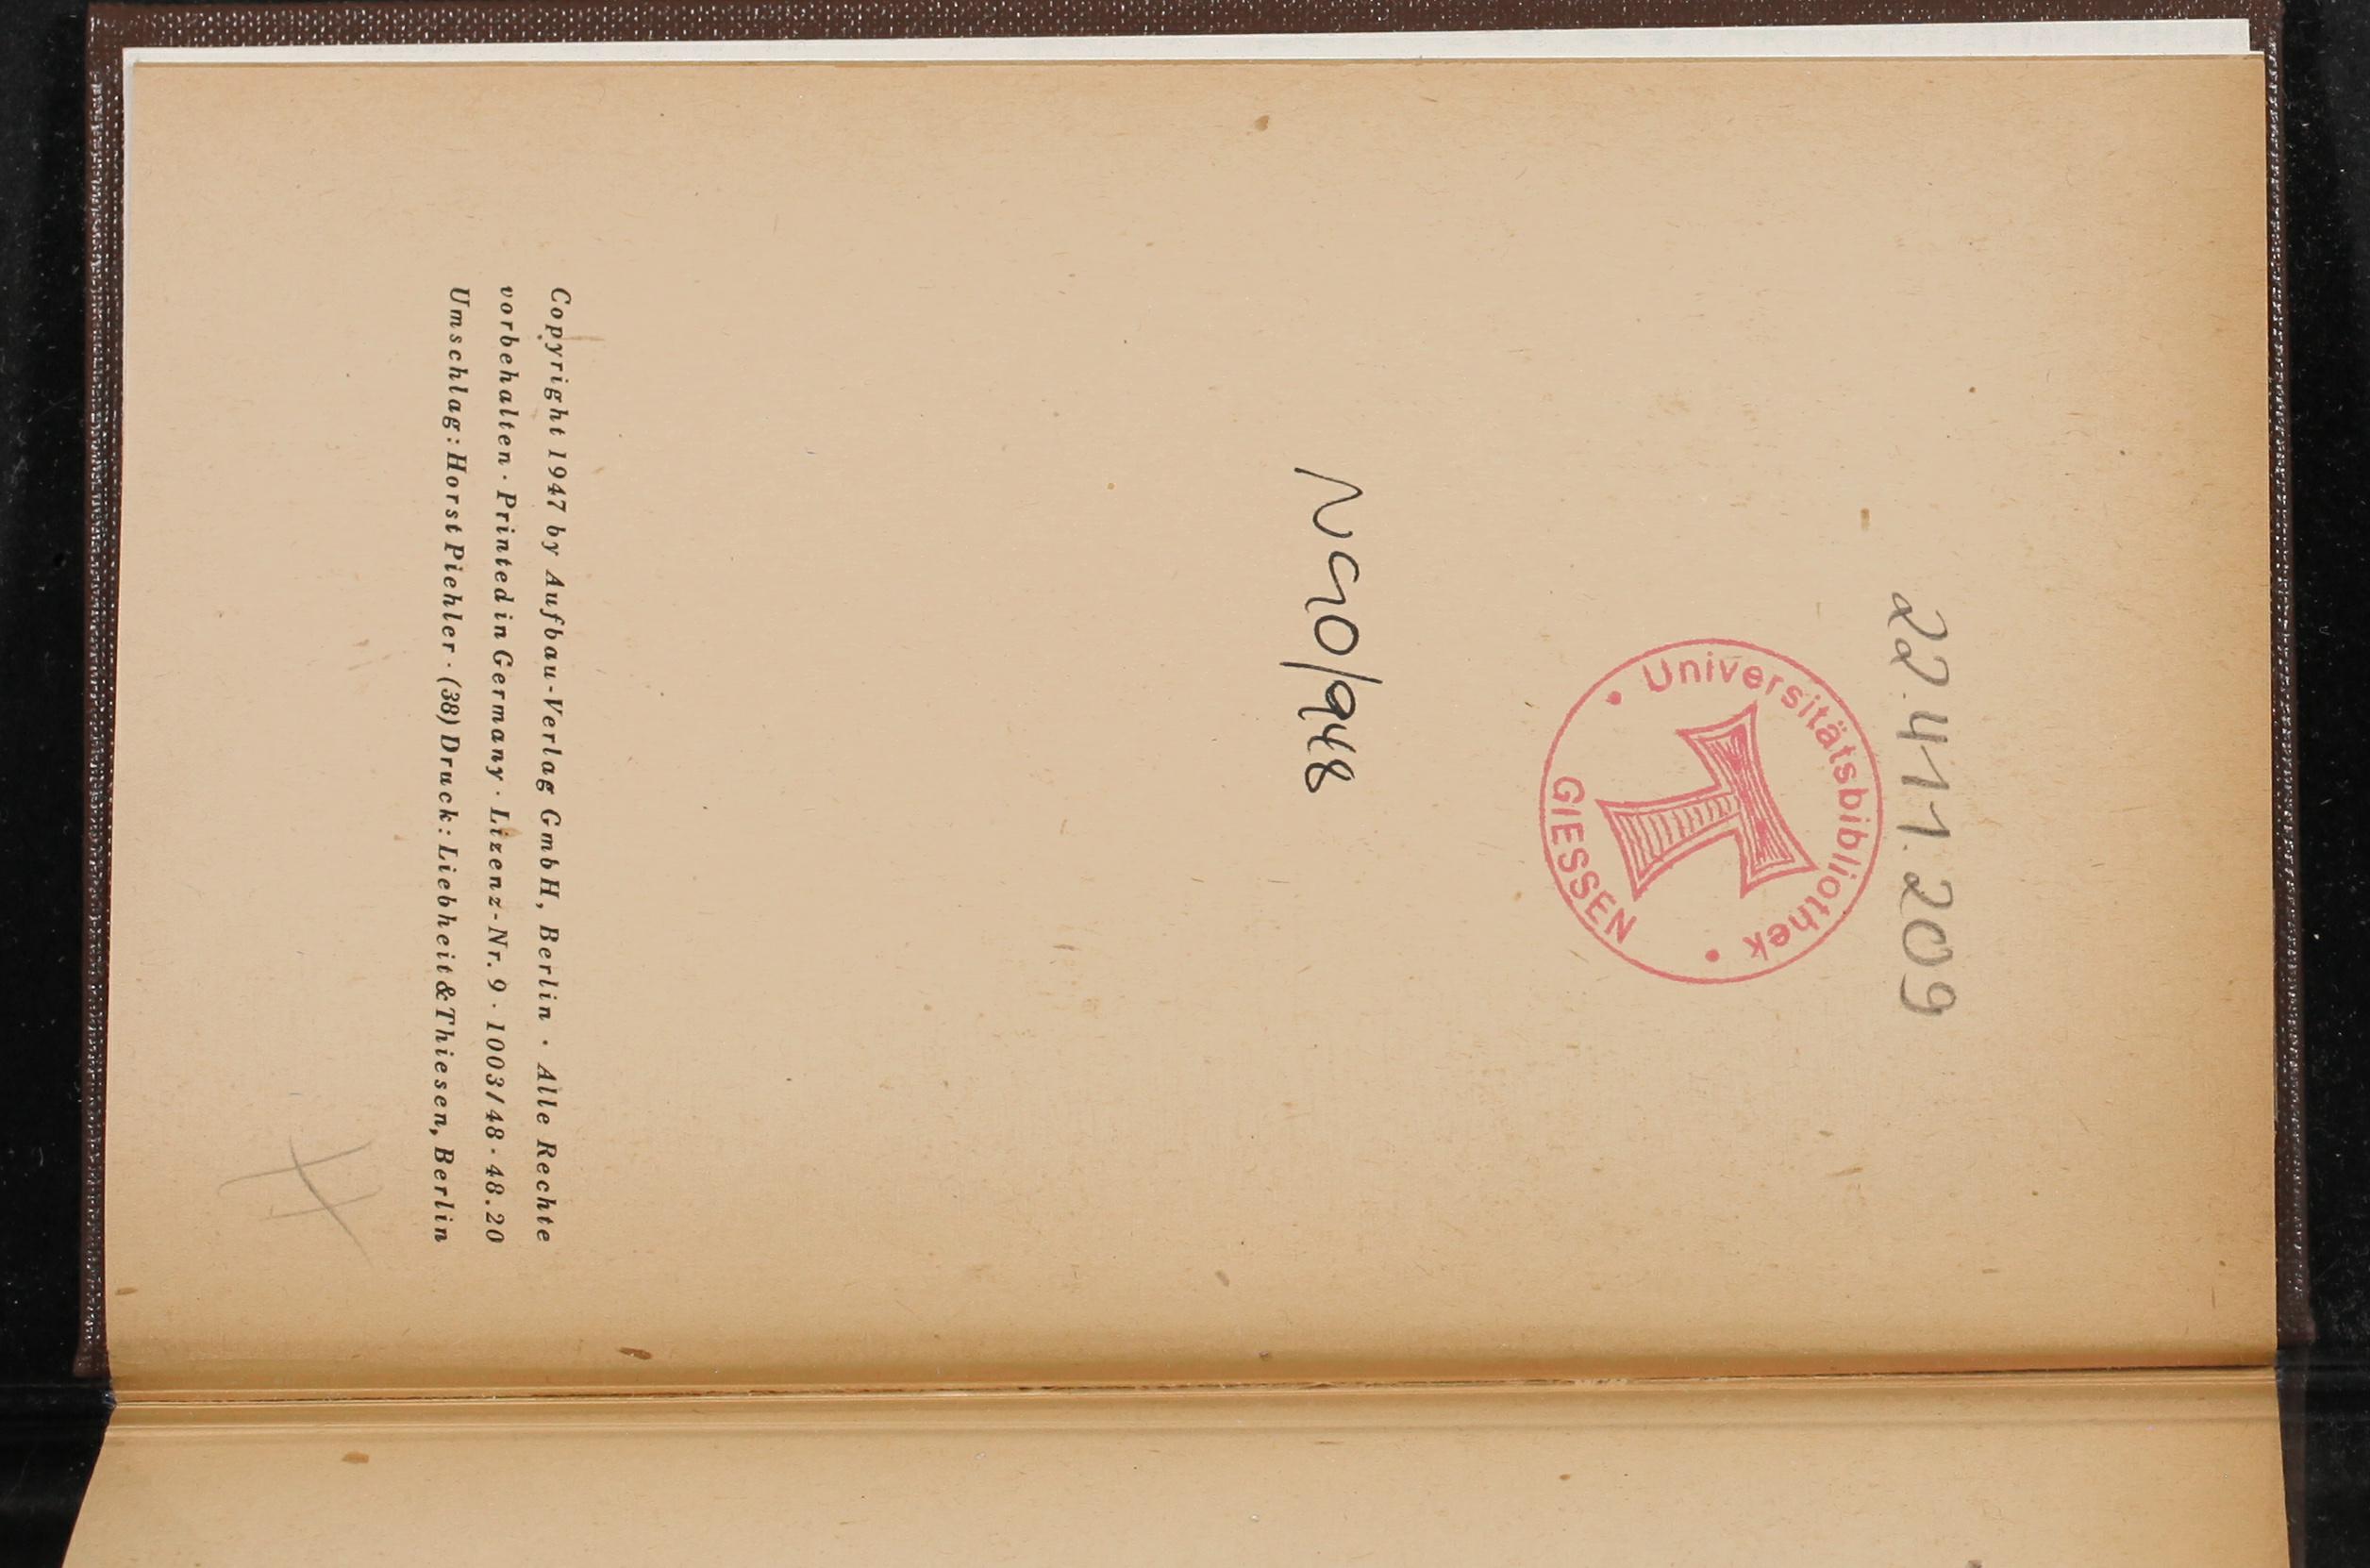 22.411.209
Universitätsbibliothek
GIESSEN
NGO/948
Copyright 1947 by Aufbau-Verlag GmbH, Berlin · Alle Rechte
vorbehalten · Printed in Germany · Lizenz-Nr. 9 · 1003/48 · 48.20
Umschlag: Horst Piehler · (38) Druck: Liebheit & Thiesen, Berlin